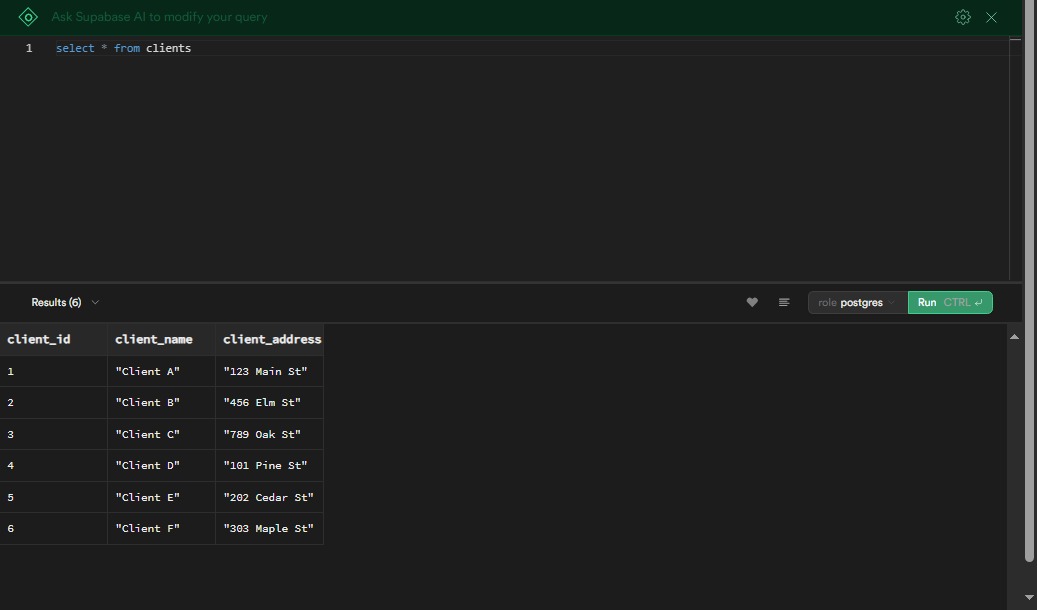 Ask Supabase AI to modify your query
1 select * from clients
Results (6) role postgres Run CTRL ↵
client_id client_name client_address
1 "Client A" "123 Main St"
2 "Client B" "456 Elm St"
3 "Client C" "789 Oak St"
4 "Client D" "101 Pine St"
5 "Client E" "202 Cedar St"
6 "Client F" "303 Maple St"